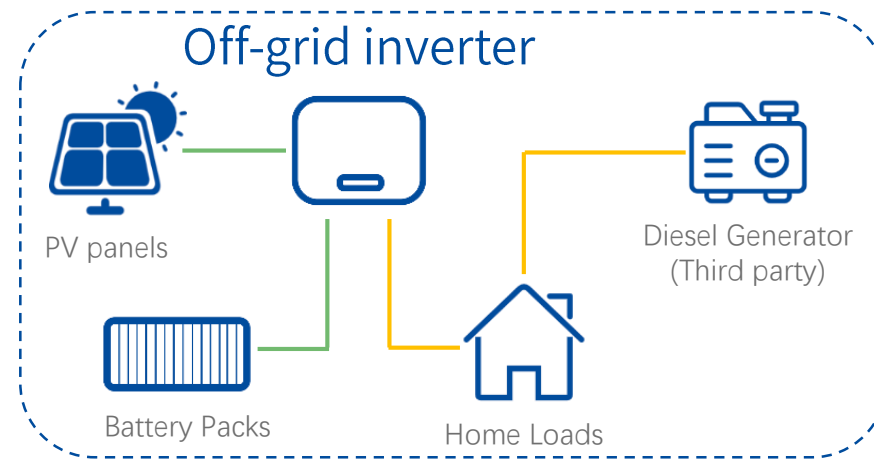 Off-grid inverter
PV panels
Diesel Generator
(Third party)
Battery Packs
Home Loads